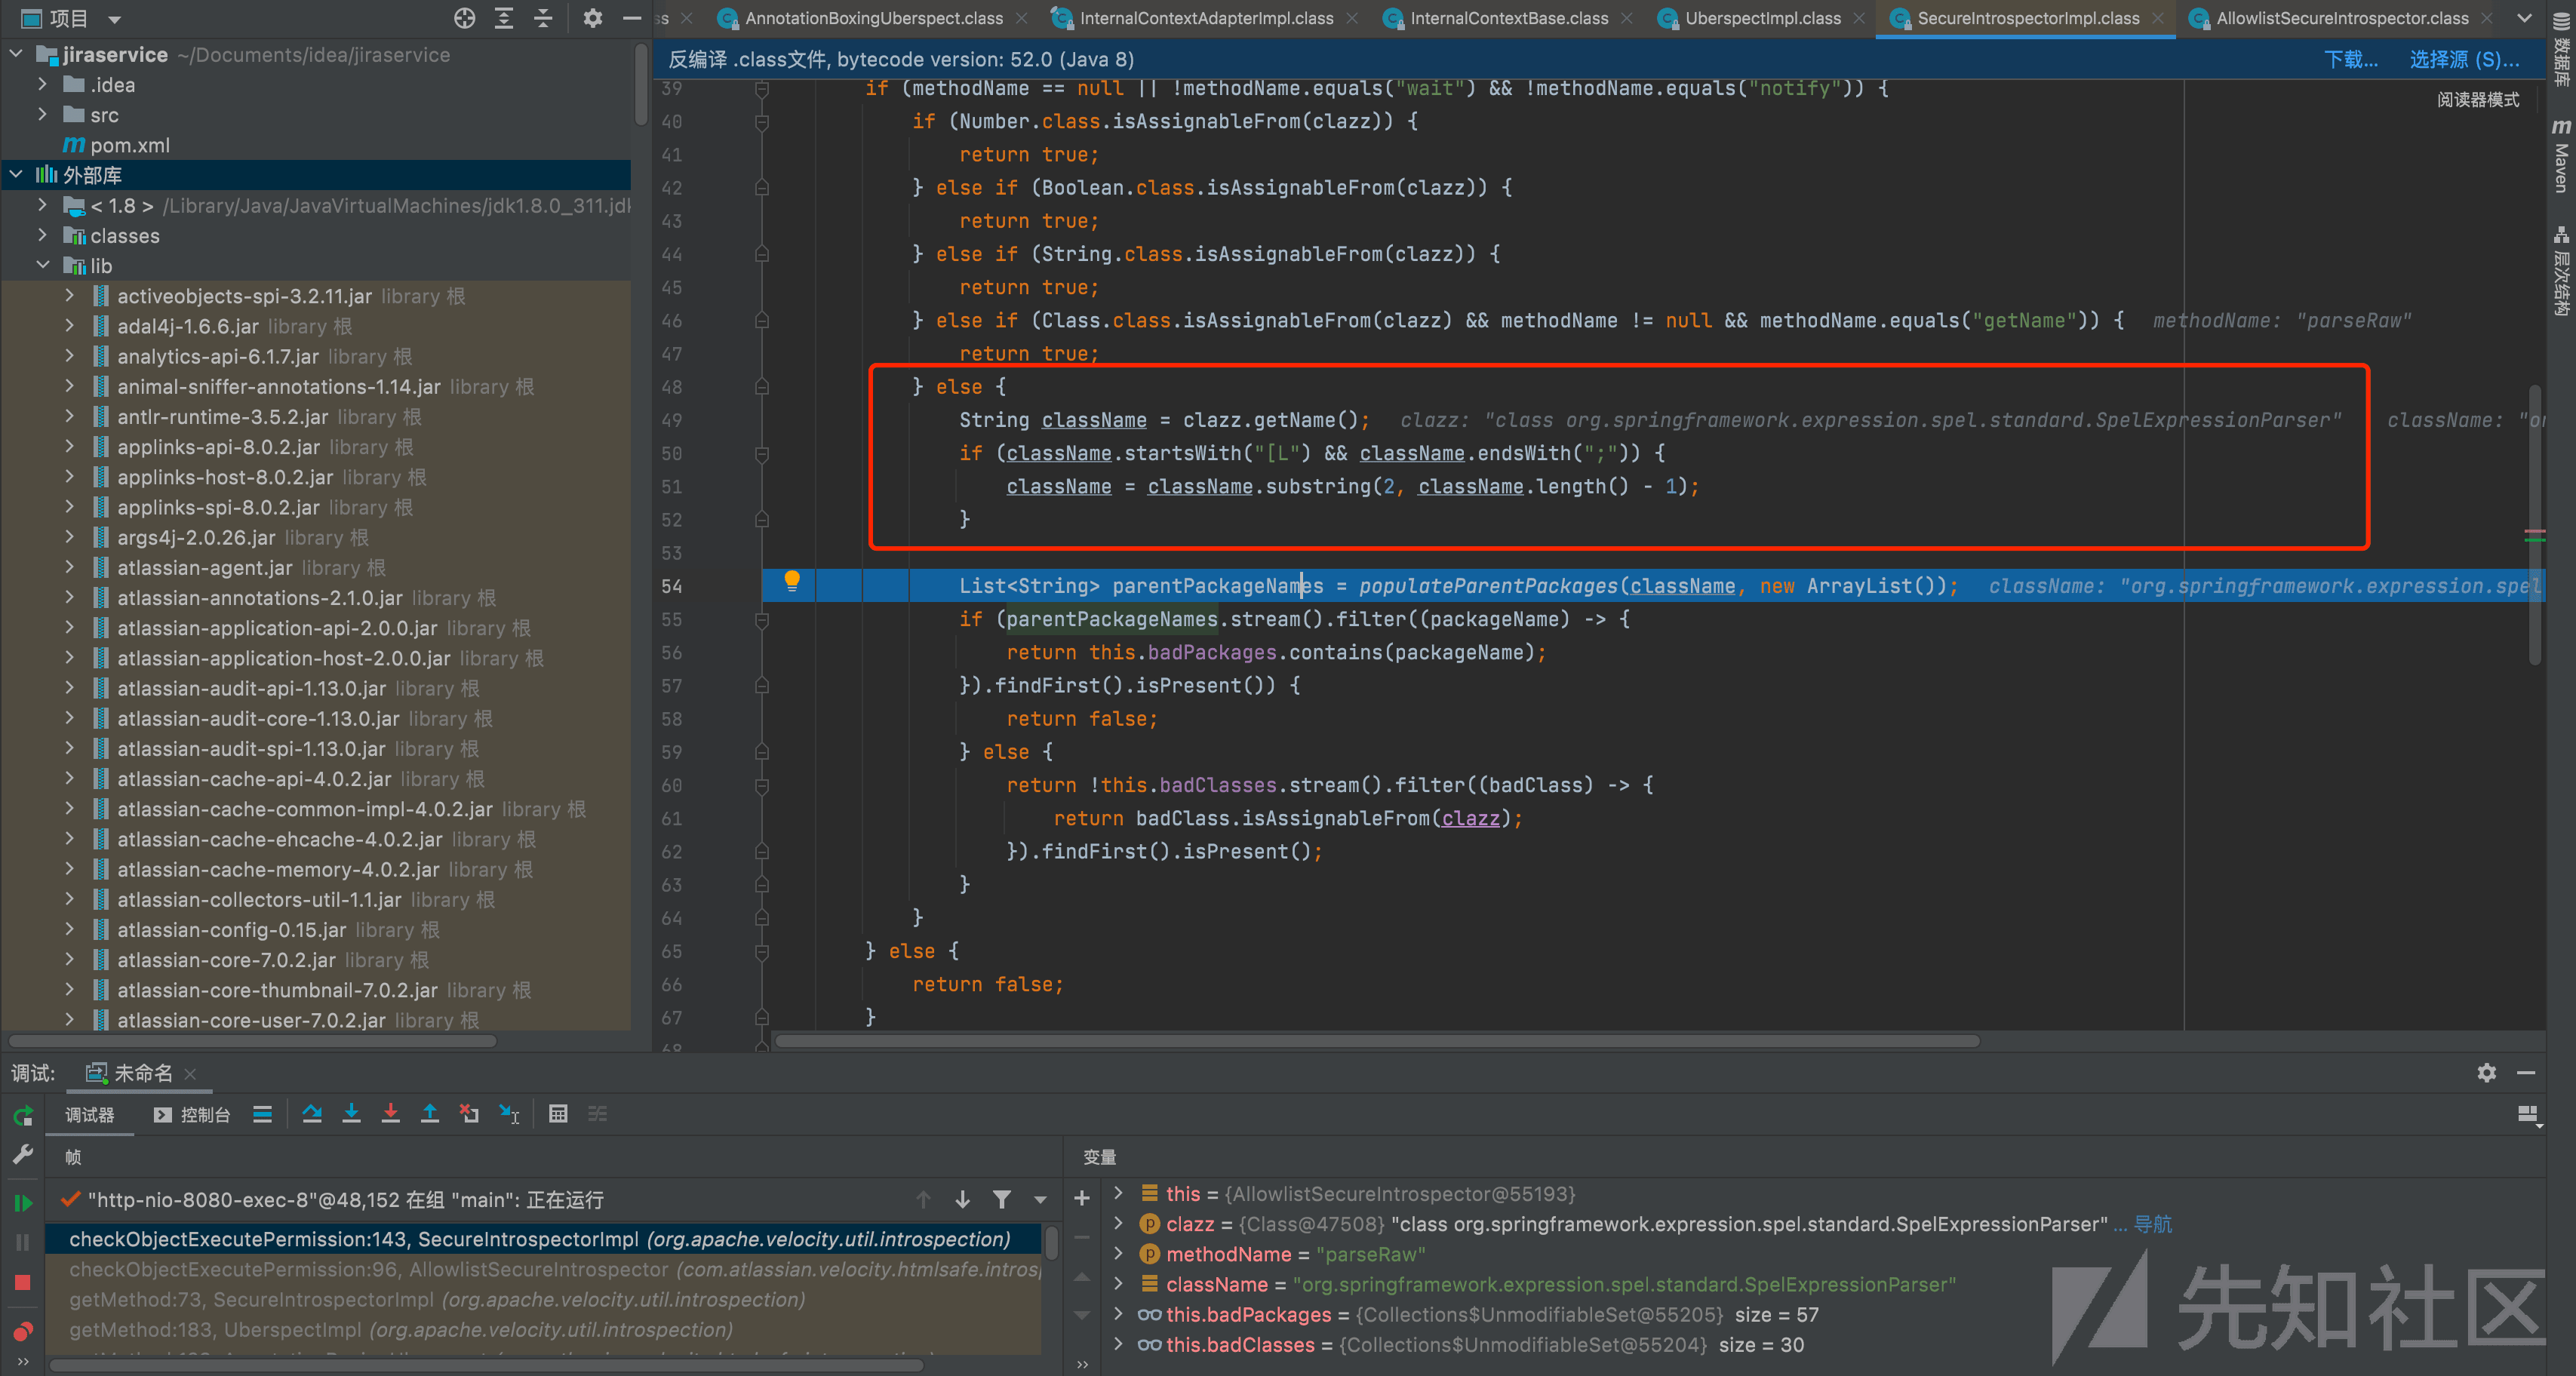 项目
s
AnnotationBoxingUberspect.class
InternalContextAdapterImpl.class
InternalContextBase.class
UberspectImpl.class
SecureIntrospectorImpl.class
AllowlistSecureIntrospector.class
反编译 .class文件, bytecode version: 52.0 (Java 8)
下载...
选择源 (S)...
阅读器模式
数据库
Maven
层次结构
jiraservice ~/Documents/idea/jiraservice
.idea
src
pom.xml
外部库
< 1.8 > /Library/Java/JavaVirtualMachines/jdk1.8.0_311.jdk
classes
lib
activeobjects-spi-3.2.11.jar library 根
adal4j-1.6.6.jar library 根
analytics-api-6.1.7.jar library 根
animal-sniffer-annotations-1.14.jar library 根
antlr-runtime-3.5.2.jar library 根
applinks-api-8.0.2.jar library 根
applinks-host-8.0.2.jar library 根
applinks-spi-8.0.2.jar library 根
args4j-2.0.26.jar library 根
atlassian-agent.jar library 根
atlassian-annotations-2.1.0.jar library 根
atlassian-application-api-2.0.0.jar library 根
atlassian-application-host-2.0.0.jar library 根
atlassian-audit-api-1.13.0.jar library 根
atlassian-audit-core-1.13.0.jar library 根
atlassian-audit-spi-1.13.0.jar library 根
atlassian-cache-api-4.0.2.jar library 根
atlassian-cache-common-impl-4.0.2.jar library 根
atlassian-cache-ehcache-4.0.2.jar library 根
atlassian-cache-memory-4.0.2.jar library 根
atlassian-collectors-util-1.1.jar library 根
atlassian-config-0.15.jar library 根
atlassian-core-7.0.2.jar library 根
atlassian-core-thumbnail-7.0.2.jar library 根
atlassian-core-user-7.0.2.jar library 根
39 if (methodName == null || !methodName.equals("wait") && !methodName.equals("notify")) {
40 if (Number.class.isAssignableFrom(clazz)) {
41 return true;
42 } else if (Boolean.class.isAssignableFrom(clazz)) {
43 return true;
44 } else if (String.class.isAssignableFrom(clazz)) {
45 return true;
46 } else if (Class.class.isAssignableFrom(clazz) && methodName != null && methodName.equals("getName")) { methodName: "parseRaw"
47 return true;
48 } else {
49 String className = clazz.getName(); clazz: "class org.springframework.expression.spel.standard.SpelExpressionParser" className: "or
50 if (className.startsWith("[L") && className.endsWith(";")) {
51 className = className.substring(2, className.length() - 1);
52 }
53
54 List<String> parentPackageNames = populateParentPackages(className, new ArrayList()); className: "org.springframework.expression.spel
55 if (parentPackageNames.stream().filter((packageName) -> {
56 return this.badPackages.contains(packageName);
57 }).findFirst().isPresent()) {
58 return false;
59 } else {
60 return !this.badClasses.stream().filter((badClass) -> {
61 return badClass.isAssignableFrom(clazz);
62 }).findFirst().isPresent();
63 }
64 }
65 } else {
66 return false;
67 }
68
调试:
未命名
调试器
控制台
帧
"http-nio-8080-exec-8"@48,152 在组 "main": 正在运行
checkObjectExecutePermission:143, SecureIntrospectorImpl (org.apache.velocity.util.introspection)
checkObjectExecutePermission:96, AllowlistSecureIntrospector (com.atlassian.velocity.htmlsafe.introsp
getMethod:73, SecureIntrospectorImpl (org.apache.velocity.util.introspection)
getMethod:183, UberspectImpl (org.apache.velocity.util.introspection)
变量
this = {AllowlistSecureIntrospector@55193}
clazz = {Class@47508} "class org.springframework.expression.spel.standard.SpelExpressionParser" ... 导航
methodName = "parseRaw"
className = "org.springframework.expression.spel.standard.SpelExpressionParser"
this.badPackages = {Collections$UnmodifiableSet@55205} size = 57
this.badClasses = {Collections$UnmodifiableSet@55204} size = 30
先知社区